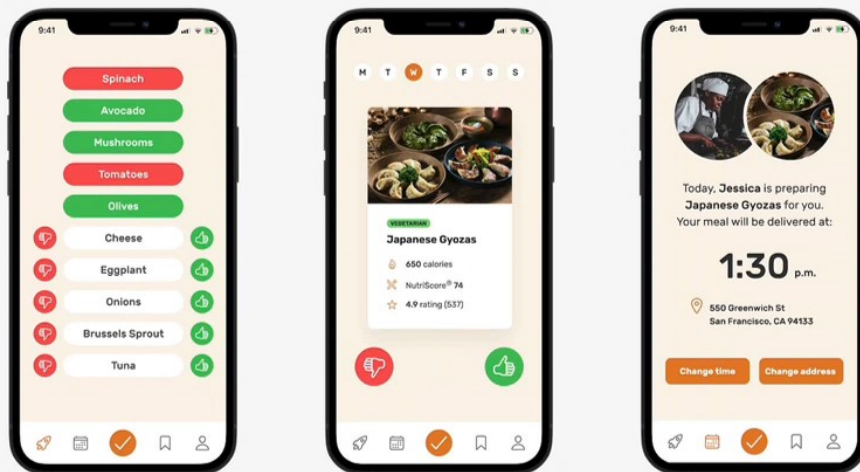 9:41
Spinach
Avocado
Mushrooms
Tomatoes
Olives
Cheese
Eggplant
Onions
Brussels Sprout
Tuna
9:41
M T W T F S S
VEGETARIAN
Japanese Gyozas
650 calories
NutriScore® 74
4.9 rating (537)
9:41
Today, Jessica is preparing
Japanese Gyozas for you.
Your meal will be delivered at:
1:30 p.m.
550 Greenwich St
San Francisco, CA 94133
Change time Change address